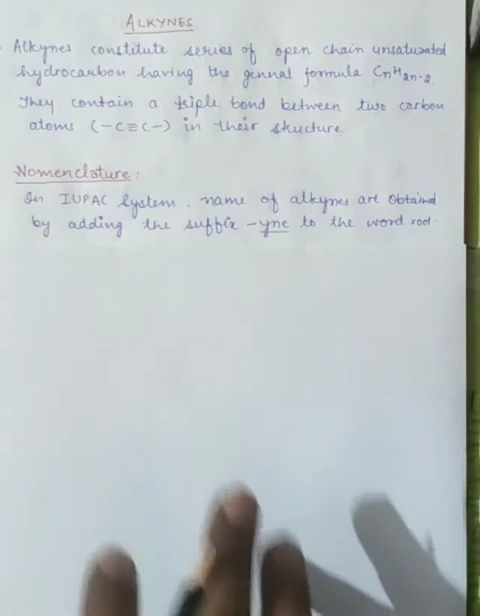 ALKYNES
Alkynes constitute series of open chain unsaturated
hydrocarbon having the general formula CnH2n-2.
They contain a triple bond between two carbon
atoms (-C≡C-) in their structure.
Nomenclature:
In IUPAC System. name of alkynes are obtained
by adding the suffix -yne to the word root.